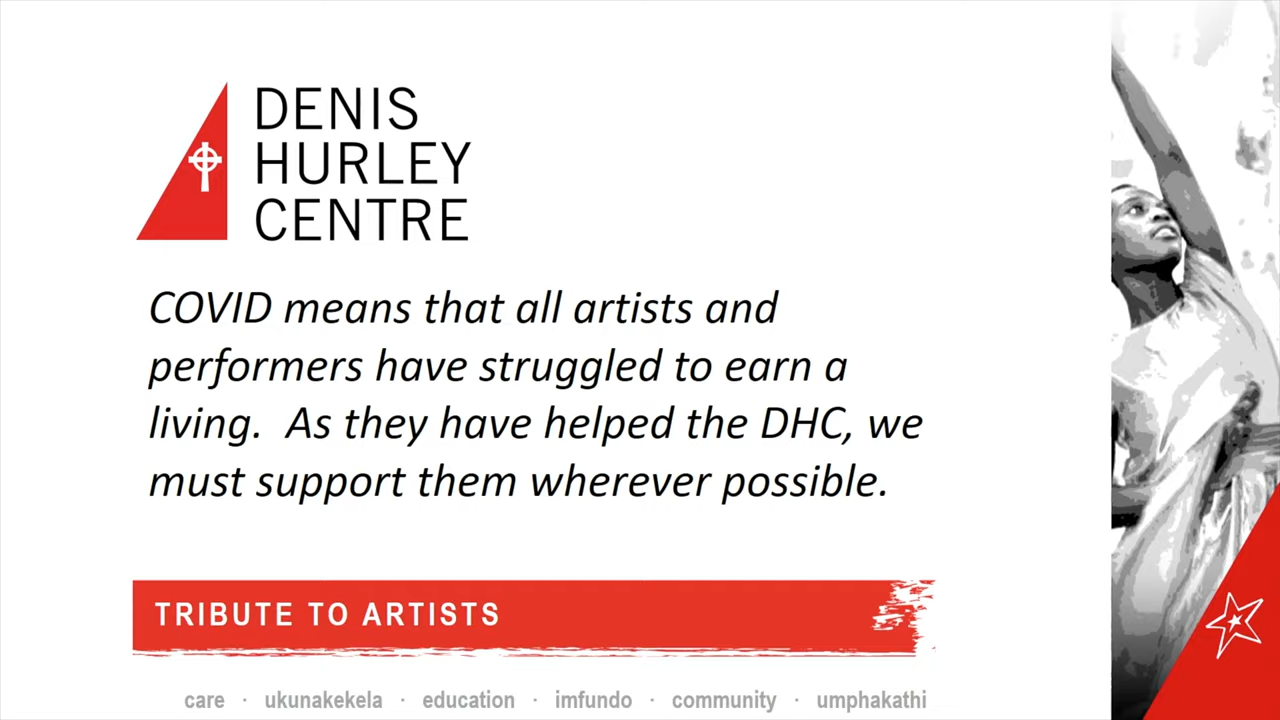 DENIS
HURLEY
CENTRE
COVID means that all artists and
performers have struggled to earn a
living.  As they have helped the DHC, we
must support them wherever possible.
TRIBUTE TO ARTISTS
care · ukunakekela · education · imfundo · community · umphakathi